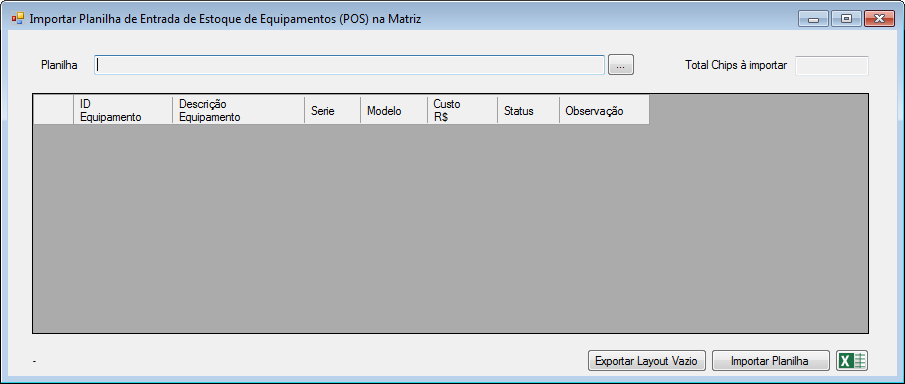 Importar Planilha de Entrada de Estoque de Equipamentos (POS) na Matriz
Planilha
...
Total Chips à importar
ID
Equipamento
Descrição
Equipamento
Serie
Modelo
Custo
R$
Status
Observação
-
Exportar Layout Vazio
Importar Planilha